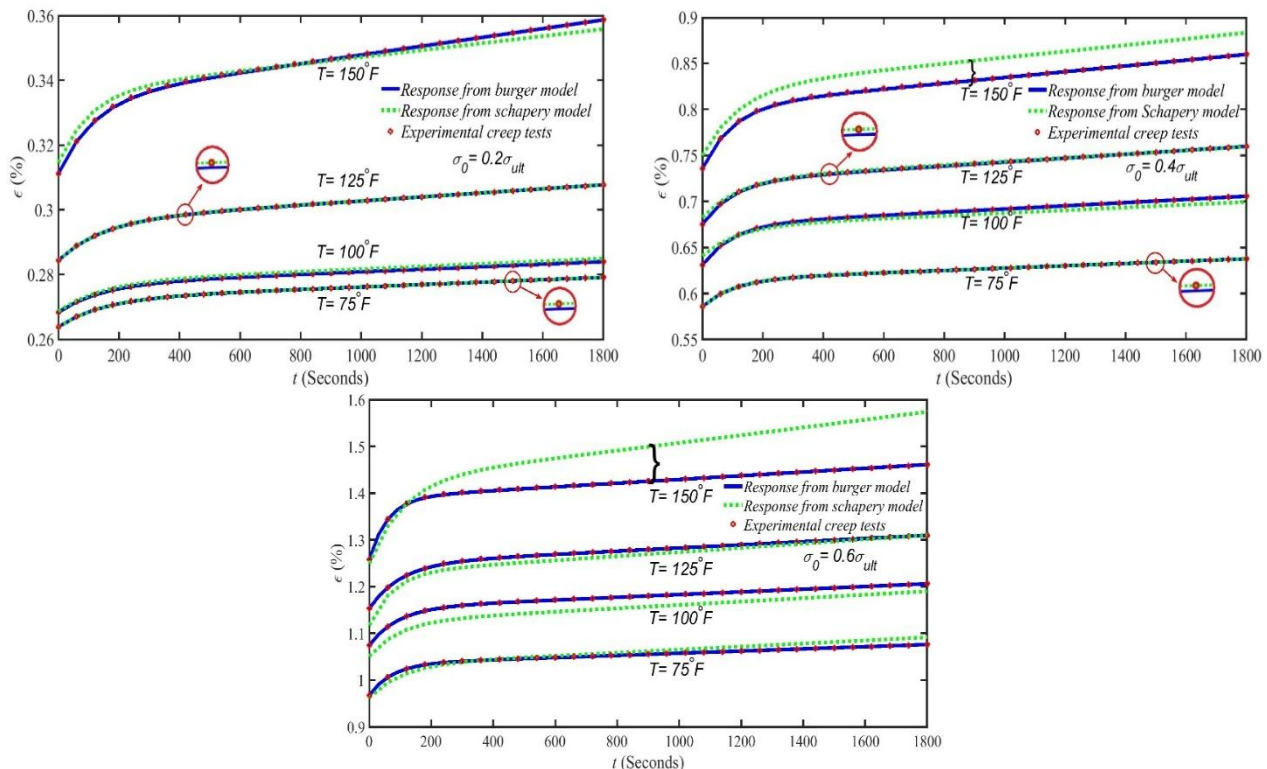 0.36
0.34
0.32
0.3
0.28
0.26
ϵ (%)
T= 150°F
Response from burger model
Response from schapery model
Experimental creep tests
σ0= 0.2σult
T= 125°F
T= 100°F
T= 75°F
0 200 400 600 800 1000 1200 1400 1600 1800
t (Seconds)
0.9
0.85
0.8
0.75
0.7
0.65
0.6
0.55
ϵ (%)
T= 150°F
Response from burger model
Response from Schapery model
Experimental creep tests
σ0= 0.4σult
T= 125°F
T= 100°F
T= 75°F
0 200 400 600 800 1000 1200 1400 1600 1800
t (Seconds)
1.6
1.5
1.4
1.3
1.2
1.1
1
0.9
ϵ (%)
T= 150°F
Response from burger model
Response from schapery model
Experimental creep tests
σ0= 0.6σult
T= 125°F
T= 100°F
T= 75°F
0 200 400 600 800 1000 1200 1400 1600 1800
t (Seconds)